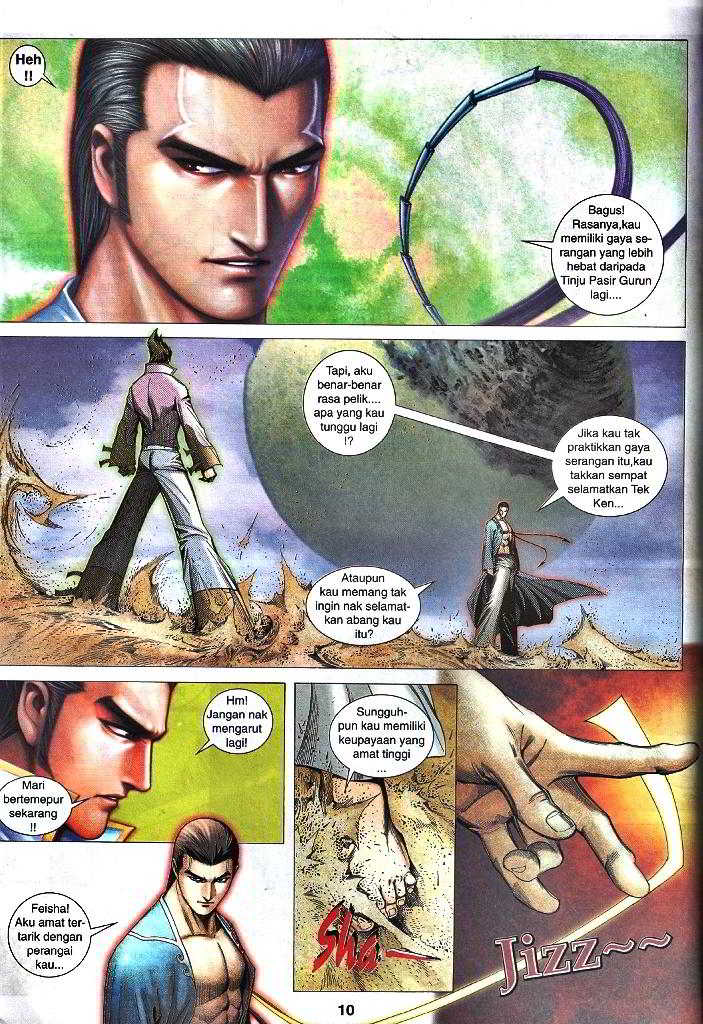 Heh
!!
Bagus!
Rasanya,kau
memiliki gaya se-
rangan yang lebih
hebat daripada
Tinju Pasir Gurun
lagi....
Tapi, aku
benar-benar
rasa pelik....
apa yang kau
tunggu lagi
!?
Jika kau tak
praktikkan gaya
serangan itu,kau
takkan sempat
selamatkan Tek
Ken...
Ataupun
kau memang tak
ingin nak selamat-
kan abang kau
itu?
Hm!
Jangan nak
mengarut
lagi!
Mari
bertemepur
sekarang
!!
Sungguh-
pun kau memiliki
keupayaan yang
amat tinggi
...
Feisha!
Aku amat ter-
tarik dengan
perangai
kau...
Sha—
Jizz~~
10